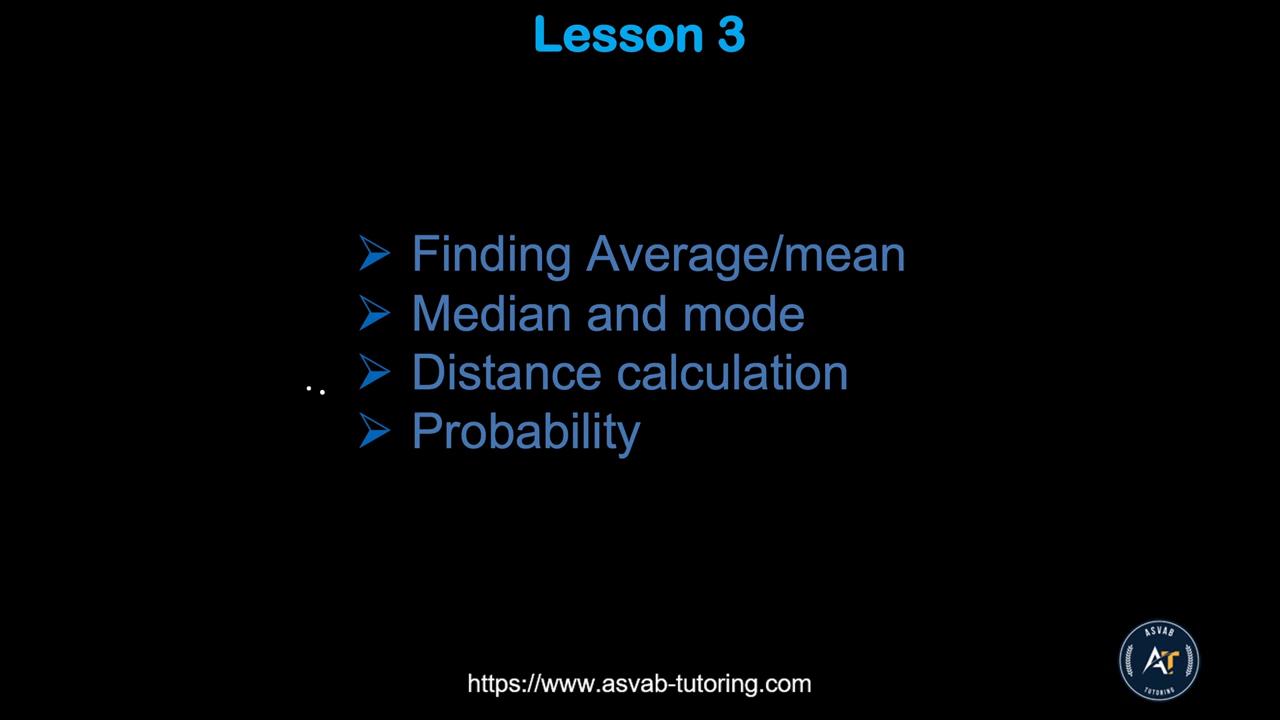 Lesson 3
Finding Average/mean
Median and mode
Distance calculation
Probability
https://www.asvab-tutoring.com
ASVAB
AT
TUTORING